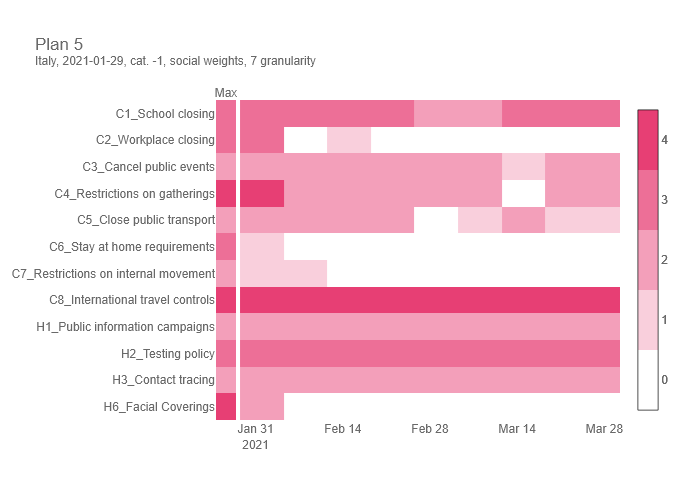 Plan 5
Italy, 2021-01-29, cat. -1, social weights, 7 granularity
Max
C1_School closing
C2_Workplace closing
C3_Cancel public events
C4_Restrictions on gatherings
C5_Close public transport
C6_Stay at home requirements
C7_Restrictions on internal movement
C8_International travel controls
H1_Public information campaigns
H2_Testing policy
H3_Contact tracing
H6_Facial Coverings
Jan 31
2021
Feb 14
Feb 28
Mar 14
Mar 28
4
3
2
1
0